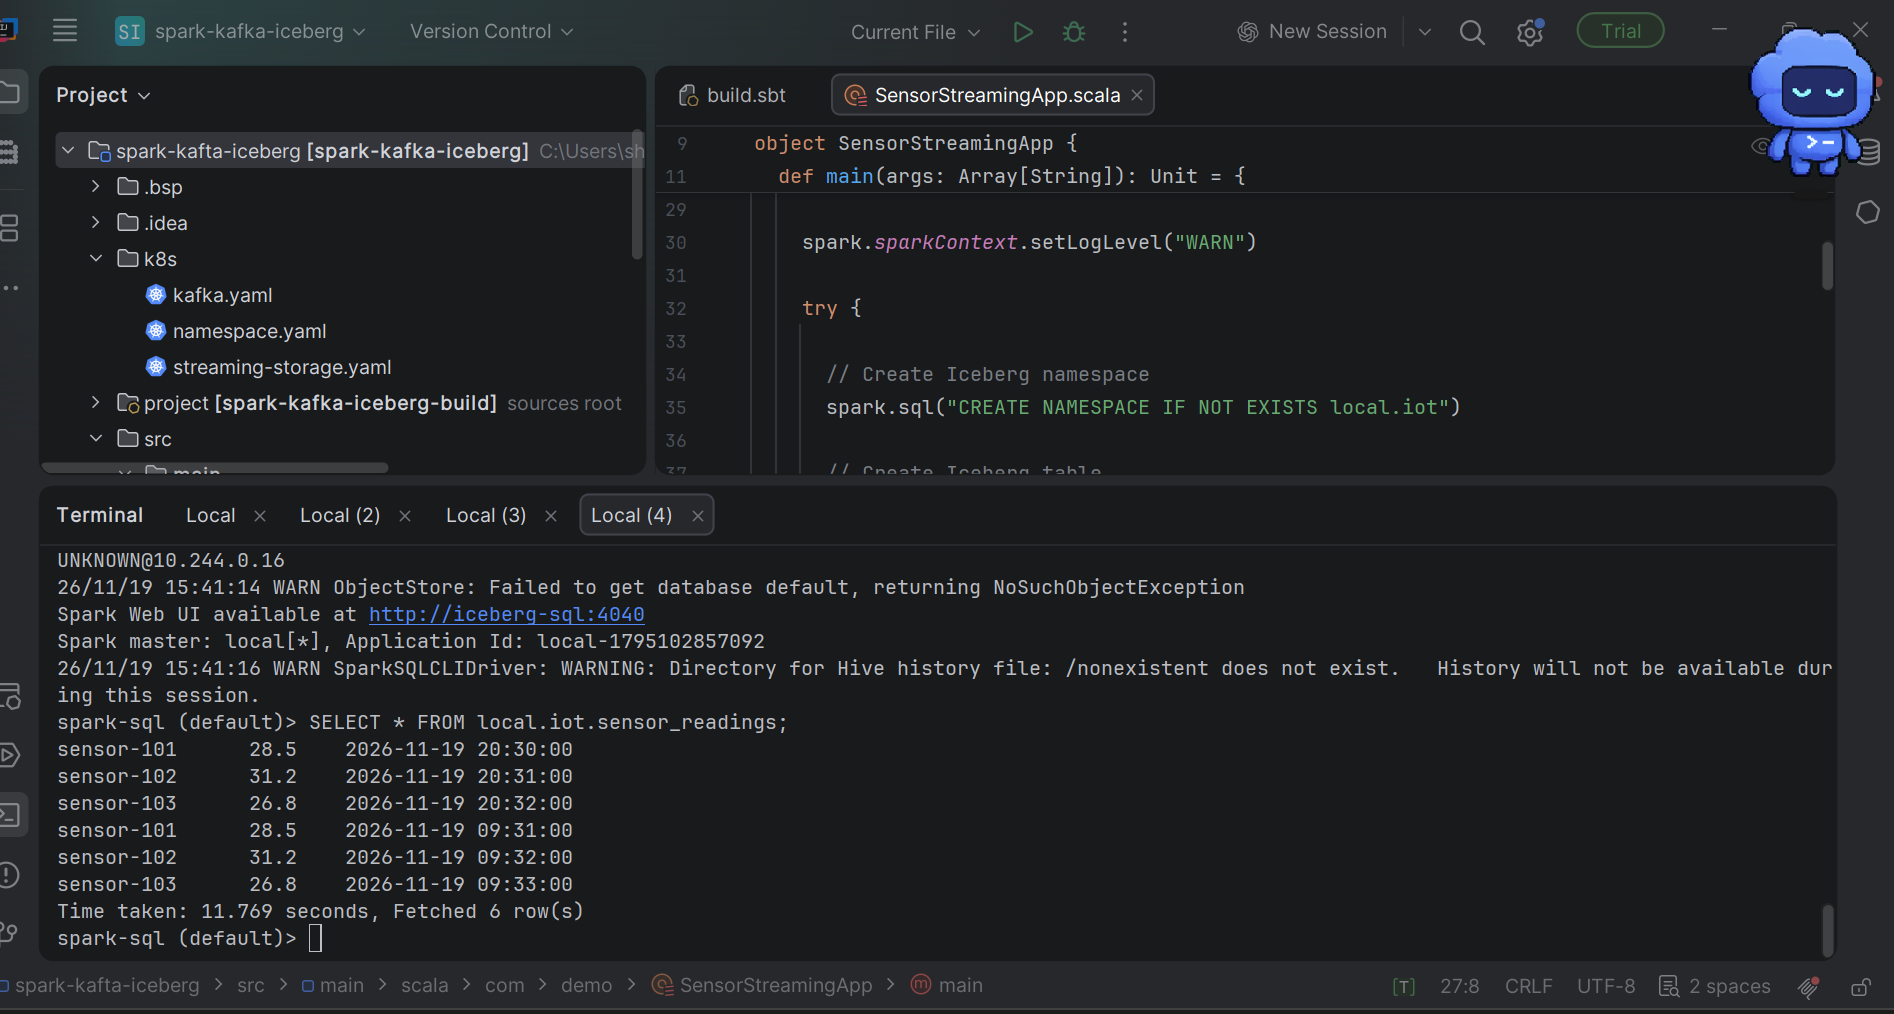 SI spark-kafka-iceberg Version Control Current File New Session Trial
Project
spark-kafta-iceberg [spark-kafka-iceberg] C:\Users\sh
.bsp
.idea
k8s
kafka.yaml
namespace.yaml
streaming-storage.yaml
project [spark-kafka-iceberg-build] sources root
src
main
build.sbt SensorStreamingApp.scala
9 object SensorStreamingApp {
11 def main(args: Array[String]): Unit = {
29
30 spark.sparkContext.setLogLevel("WARN")
31
32 try {
33
34 // Create Iceberg namespace
35 spark.sql("CREATE NAMESPACE IF NOT EXISTS local.iot")
36
37 // Create Iceberg table
Terminal Local Local (2) Local (3) Local (4)
UNKNOWN@10.244.0.16
26/11/19 15:41:14 WARN ObjectStore: Failed to get database default, returning NoSuchObjectException
Spark Web UI available at http://iceberg-sql:4040
Spark master: local[*], Application Id: local-1795102857092
26/11/19 15:41:16 WARN SparkSQLCLIDriver: WARNING: Directory for Hive history file: /nonexistent does not exist.   History will not be available dur
ing this session.
spark-sql (default)> SELECT * FROM local.iot.sensor_readings;
sensor-101 28.5 2026-11-19 20:30:00
sensor-102 31.2 2026-11-19 20:31:00
sensor-103 26.8 2026-11-19 20:32:00
sensor-101 28.5 2026-11-19 09:31:00
sensor-102 31.2 2026-11-19 09:32:00
sensor-103 26.8 2026-11-19 09:33:00
Time taken: 11.769 seconds, Fetched 6 row(s)
spark-sql (default)>
spark-kafta-iceberg > src > main > scala > com > demo > SensorStreamingApp > main [T] 27:8 CRLF UTF-8 2 spaces